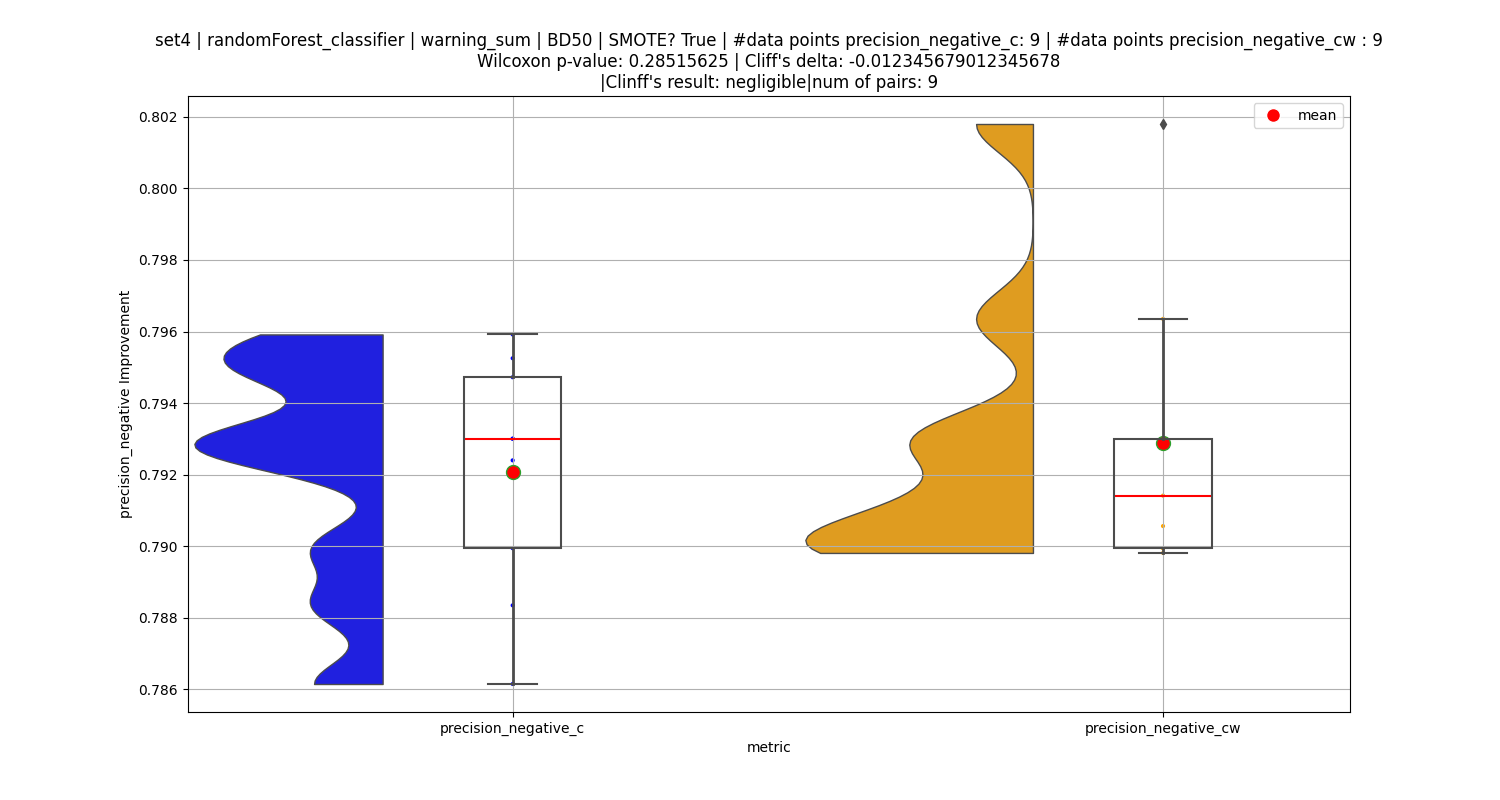 set4 | randomForest_classifier | warning_sum | BD50 | SMOTE? True | #data points precision_negative_c: 9 | #data points precision_negative_cw : 9
Wilcoxon p-value: 0.28515625 | Cliff's delta: -0.012345679012345678
|Clinff's result: negligible|num of pairs: 9
mean
0.802
0.800
0.798
0.796
0.794
0.792
0.790
0.788
0.786
precision_negative Improvement
precision_negative_c
precision_negative_cw
metric